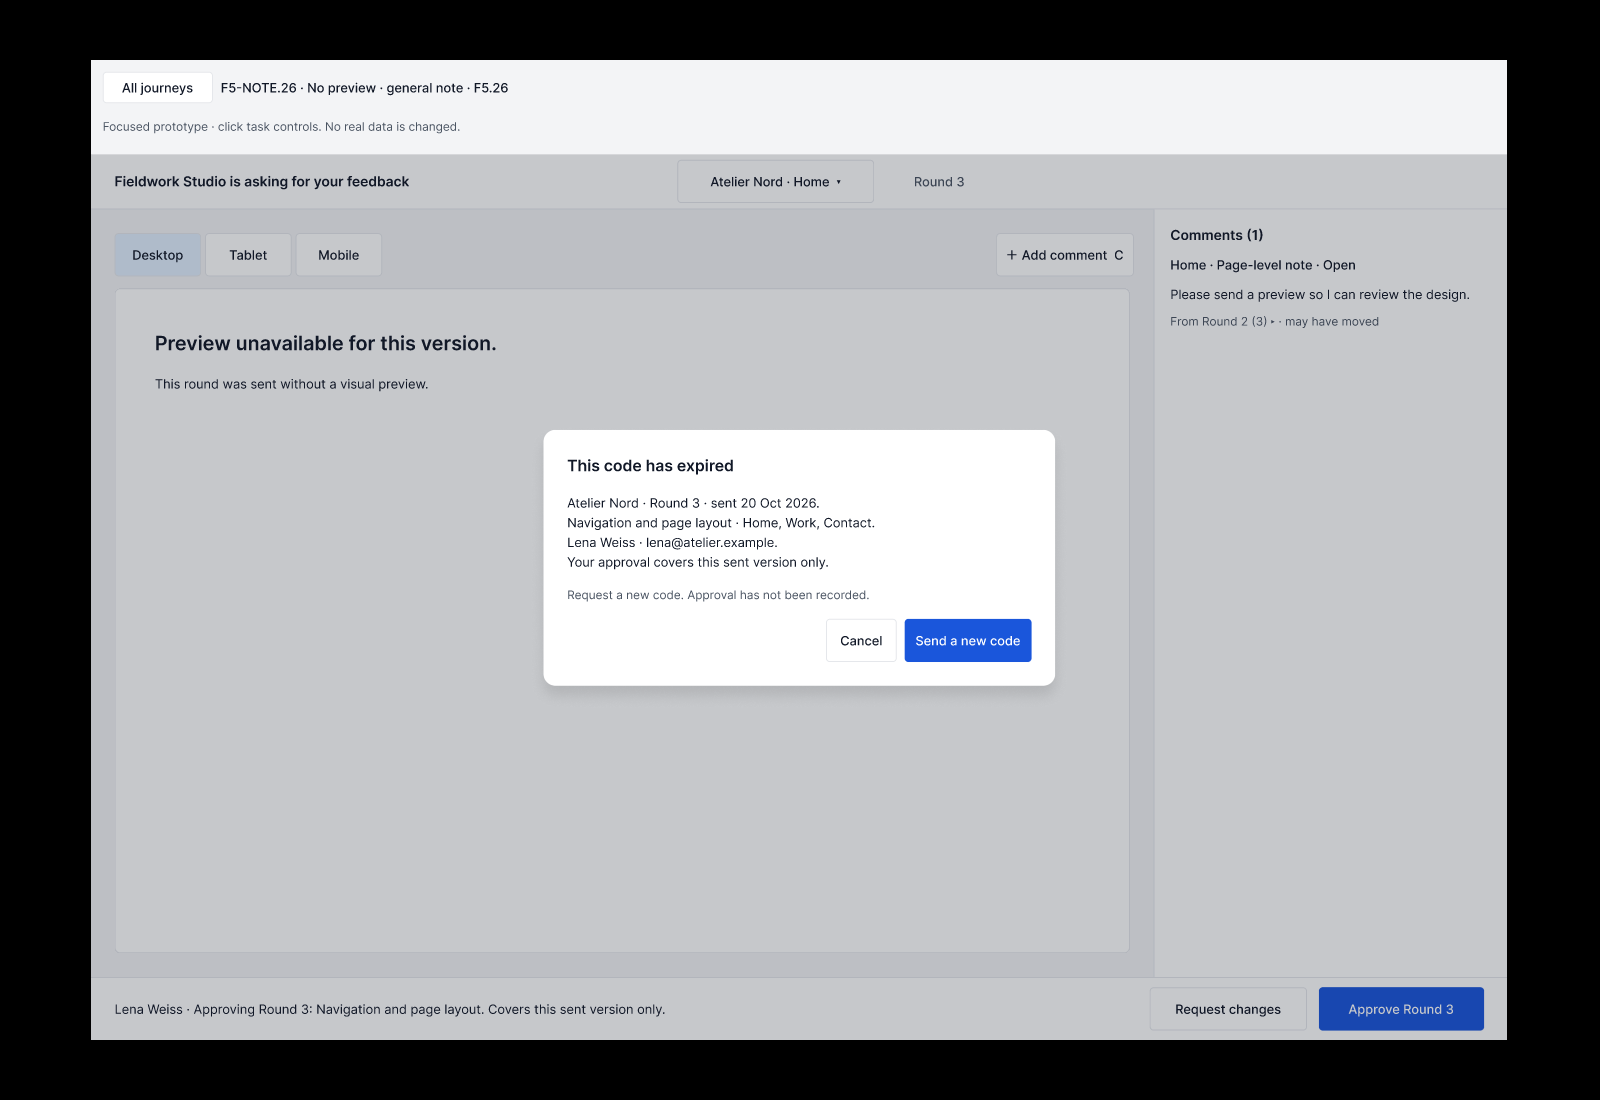 All journeys
F5-NOTE.26 · No preview · general note · F5.26
Focused prototype · click task controls. No real data is changed.
Fieldwork Studio is asking for your feedback
Atelier Nord · Home ▾
Round 3
Desktop
Tablet
Mobile
+ Add comment C
Preview unavailable for this version.
This round was sent without a visual preview.
Comments (1)
Home · Page-level note · Open
Please send a preview so I can review the design.
From Round 2 (3) ▸ · may have moved
This code has expired
Atelier Nord · Round 3 · sent 20 Oct 2026.
Navigation and page layout · Home, Work, Contact.
Lena Weiss · lena@atelier.example.
Your approval covers this sent version only.
Request a new code. Approval has not been recorded.
Cancel
Send a new code
Lena Weiss · Approving Round 3: Navigation and page layout. Covers this sent version only.
Request changes
Approve Round 3